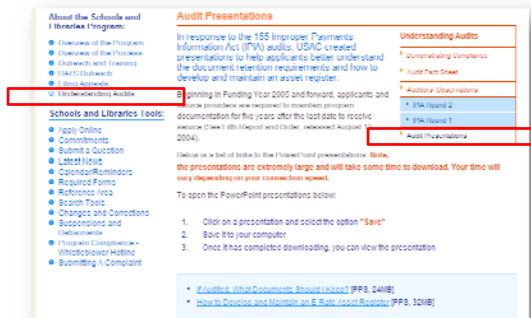 About the Schools and
Libraries Program:
Overview of the Program
Overview of the Process
Outreach and Training
HATS Outreach
Filing Appeals
Understanding Audits
Schools and Libraries Tools:
Apply Online
Commitments
Submit a Question
Latest News
Calendar/Reminders
Required Forms
Reference Area
Search Tools
Changes and Corrections
Suspensions and
Debarments
Program Compliance -
Whistleblower Hotline
Submitting A Complaint
Audit Presentations
In response to the 155 Improper Payments
Information Act (IPIA) audits, USAC created
presentations to help applicants better understand
the document retention requirements and how to
develop and maintain an asset register.
Beginning in Funding Year 2005 and forward, applicants and
service providers are required to maintain program
documentation for five years after the last date to receive
service (See Fifth Report and Order, released August 13,
2004).
Below is a list of links to the PowerPoint presentations. Note,
the presentations are extremely large and will take some time to download. Your time will
vary depending on your connection speed.
To open the PowerPoint presentations below:
1. Click on a presentation and select the option "Save"
2. Save it to your computer
3. Once it has completed downloading, you can view the presentation
If Audited, What Documents Should I Keep? [PPS, 24MB]
How to Develop and Maintain an E-Rate Asset Register [PPS, 32MB]
Understanding Audits
Demonstrating Compliance
Audit Fact Sheet
Auditors' Observations
IPIA Round 2
IPIA Round 1
Audit Presentations